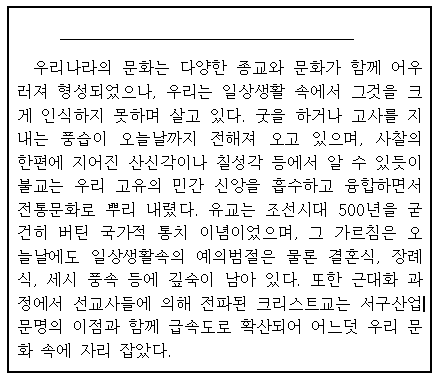 우리나라의 문화는 다양한 종교와 문화가 함께 어우
러져 형성되었으나, 우리는 일상생활 속에서 그것을 크
게 인식하지 못하며 살고 있다. 굿을 하거나 고사를 지
내는 풍습이 오늘날까지 전해져 오고 있으며, 사찰의
한편에 지어진 산신각이나 칠성각 등에서 알 수 있듯이
불교는 우리 고유의 민간 신앙을 흡수하고 융합하면서
전통문화로 뿌리 내렸다. 유교는 조선시대 500년을 굳
건히 버틴 국가적 통치 이념이었으며, 그 가르침은 오
늘날에도 일상생활속의 예의범절은 물론 결혼식, 장례
식, 세시 풍속 등에 깊숙이 남아 있다. 또한 근대화 과
정에서 선교사들에 의해 전파된 크리스트교는 서구산업
문명의 이점과 함께 급속도로 확산되어 어느덧 우리 문
화 속에 자리 잡았다.